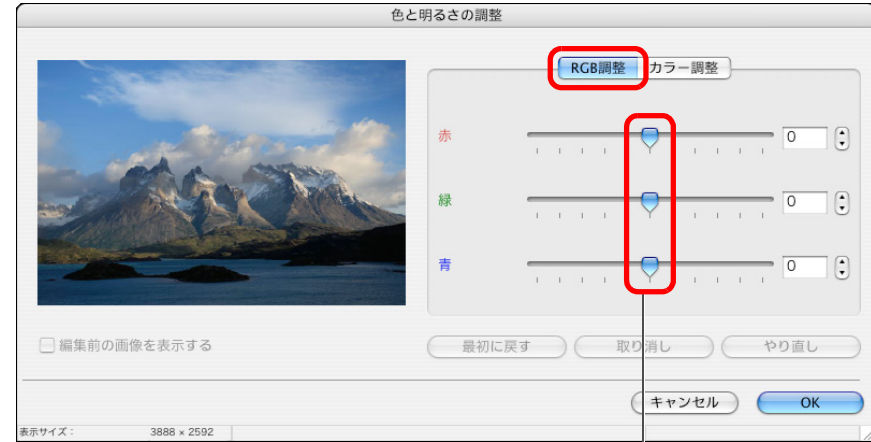 色と明るさの調整
RGB調整 カラー調整
赤 0
緑 0
青 0
編集前の画像を表示する
最初に戻す 取り消し やり直し
キャンセル OK
表示サイズ： 3888 × 2592